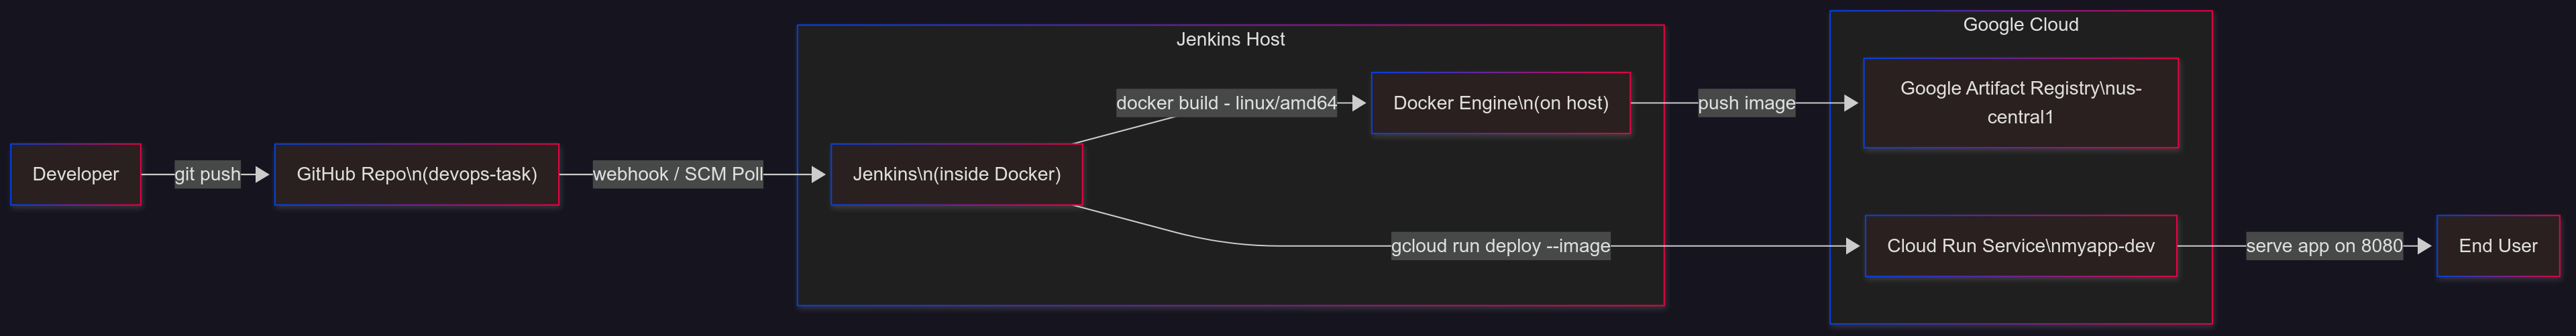 Developer
git push
GitHub Repo\n(devops-task)
webhook / SCM Poll
Jenkins Host
Jenkins\n(inside Docker)
docker build - linux/amd64
Docker Engine\n(on host)
gcloud run deploy --image
push image
Google Cloud
Google Artifact Registry\nus-
central1
Cloud Run Service\nmyapp-dev
serve app on 8080
End User